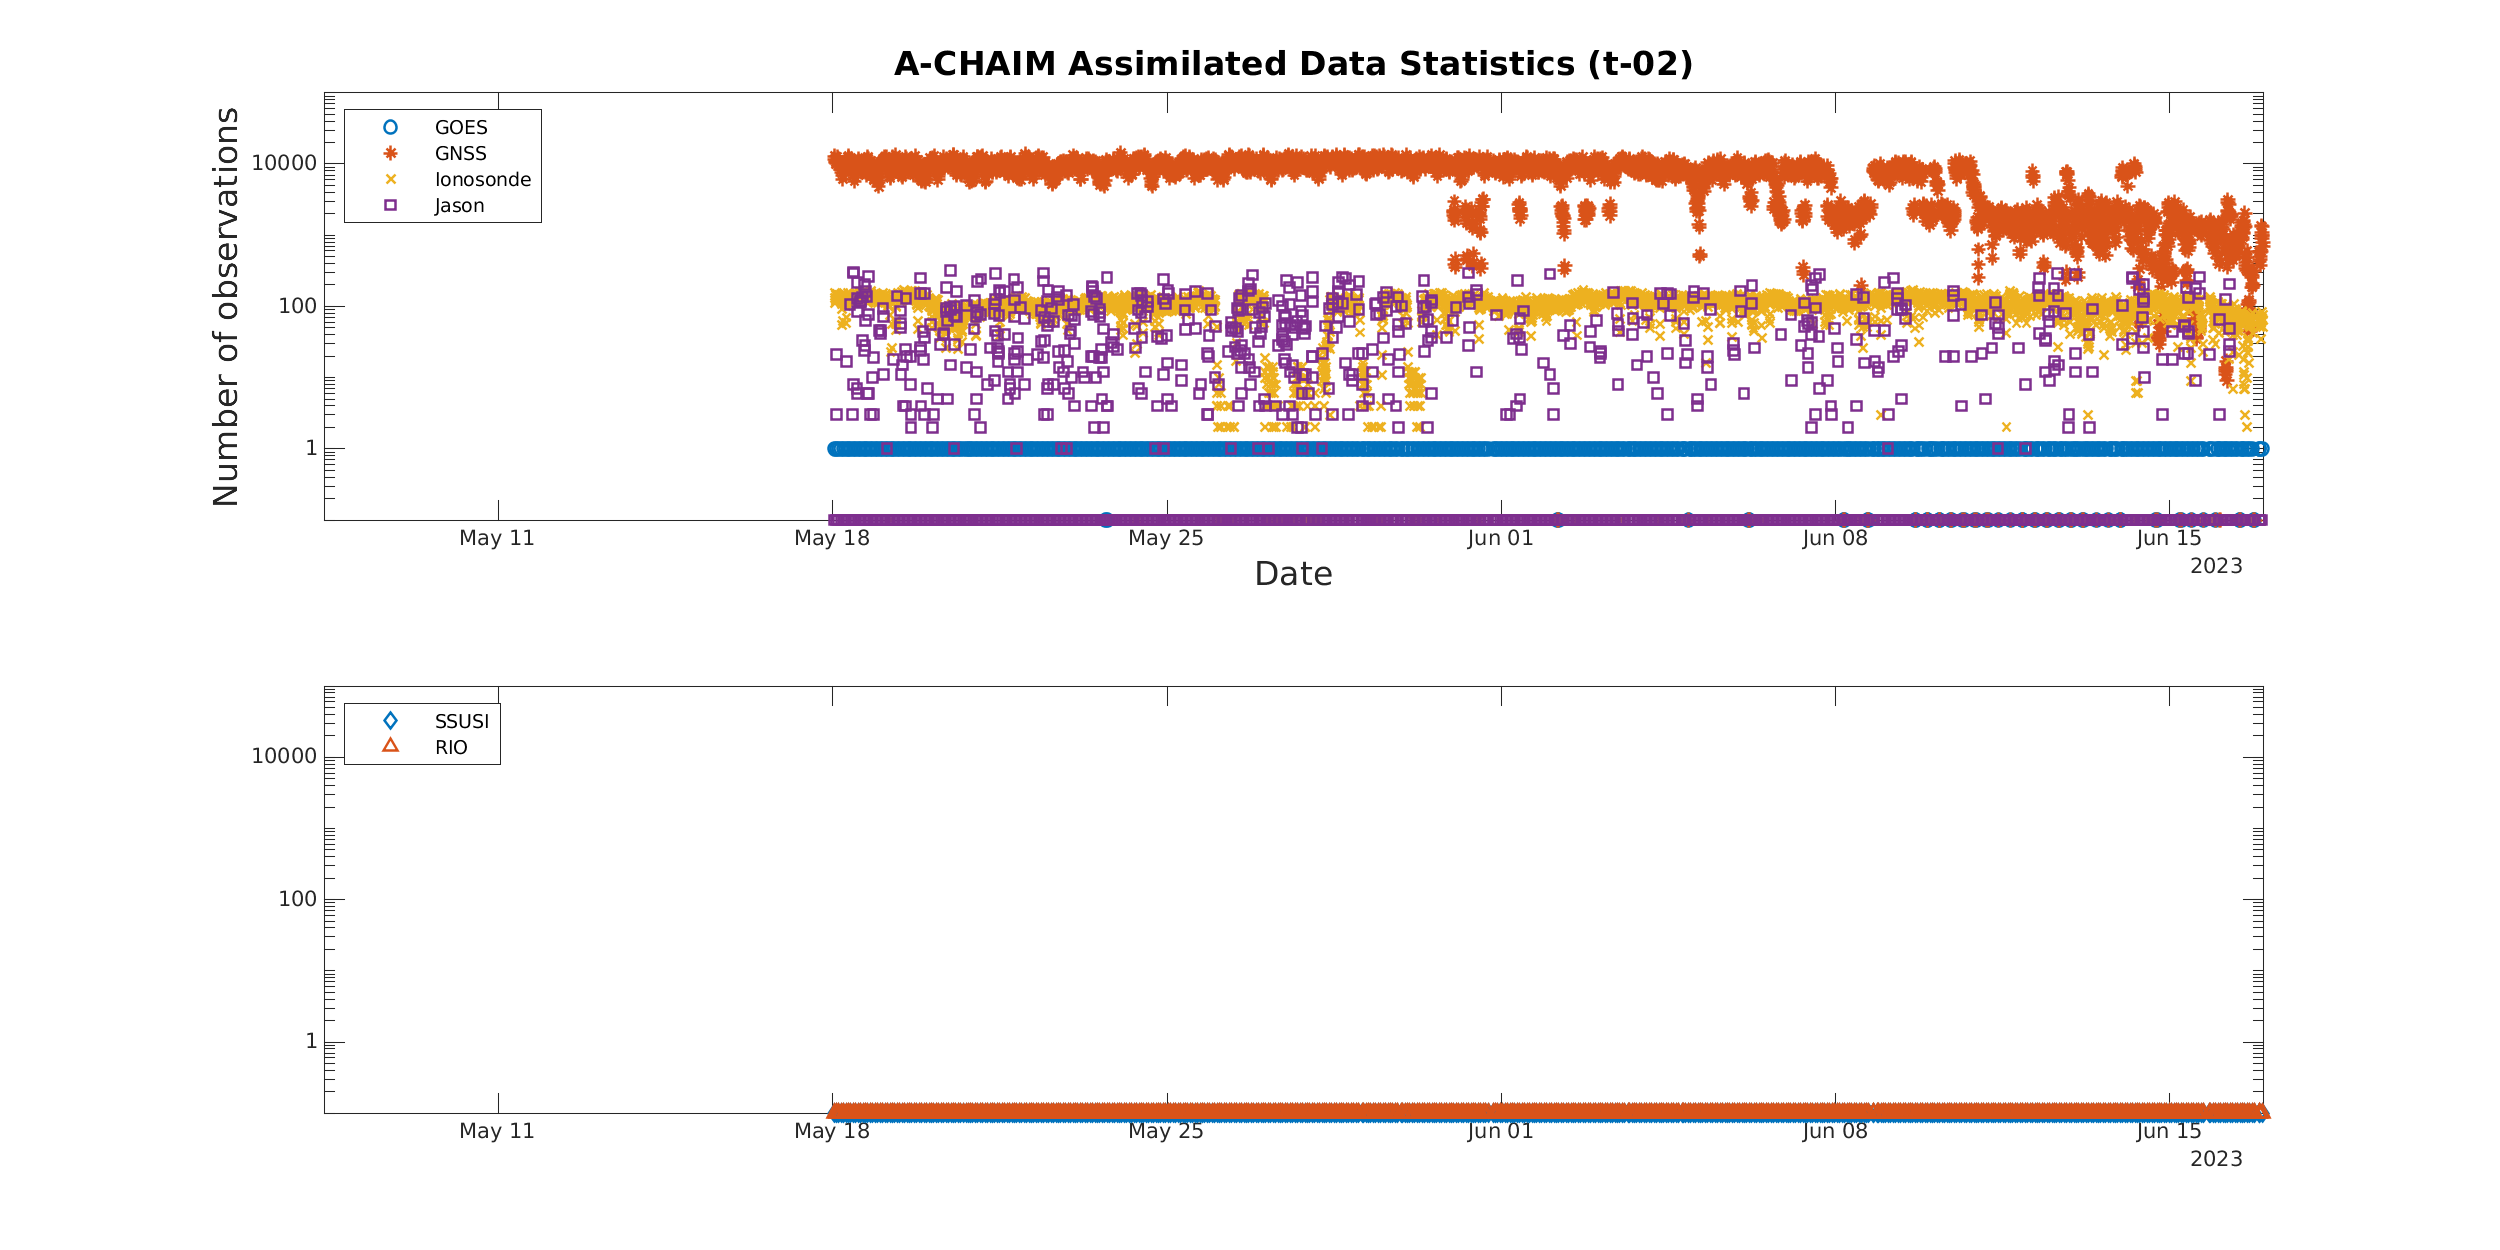 A-CHAIM Assimilated Data Statistics (t-02)
Number of observations
10000
100
1
GOES
GNSS
Ionosonde
Jason
May 11
May 18
May 25
Jun 01
Jun 08
Jun 15
2023
Date
10000
100
1
SSUSI
RIO
May 11
May 18
May 25
Jun 01
Jun 08
Jun 15
2023